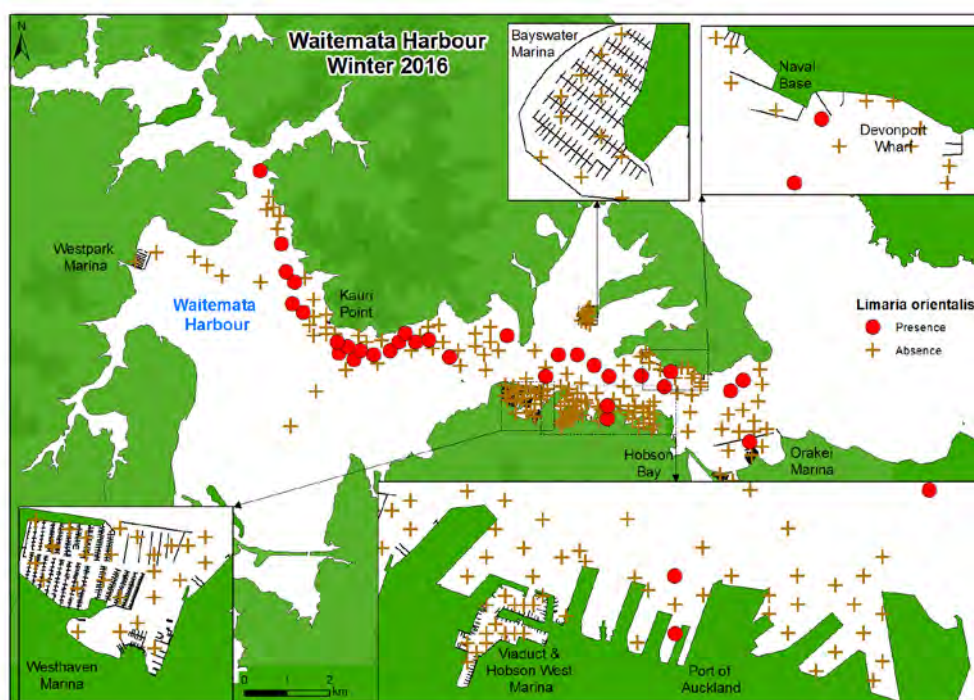 N
Waitemata Harbour
Winter 2016
Bayswater
Marina
Naval
Base
Devonport
Wharf
Westpark
Marina
Waitemata
Harbour
Kauri
Point
Limaria orientalis
Presence
Absence
Hobson
Bay
Orakei
Marina
Westhaven
Marina
0 1 2
km
Viaduct &
Hobson West
Marina
Port of
Auckland